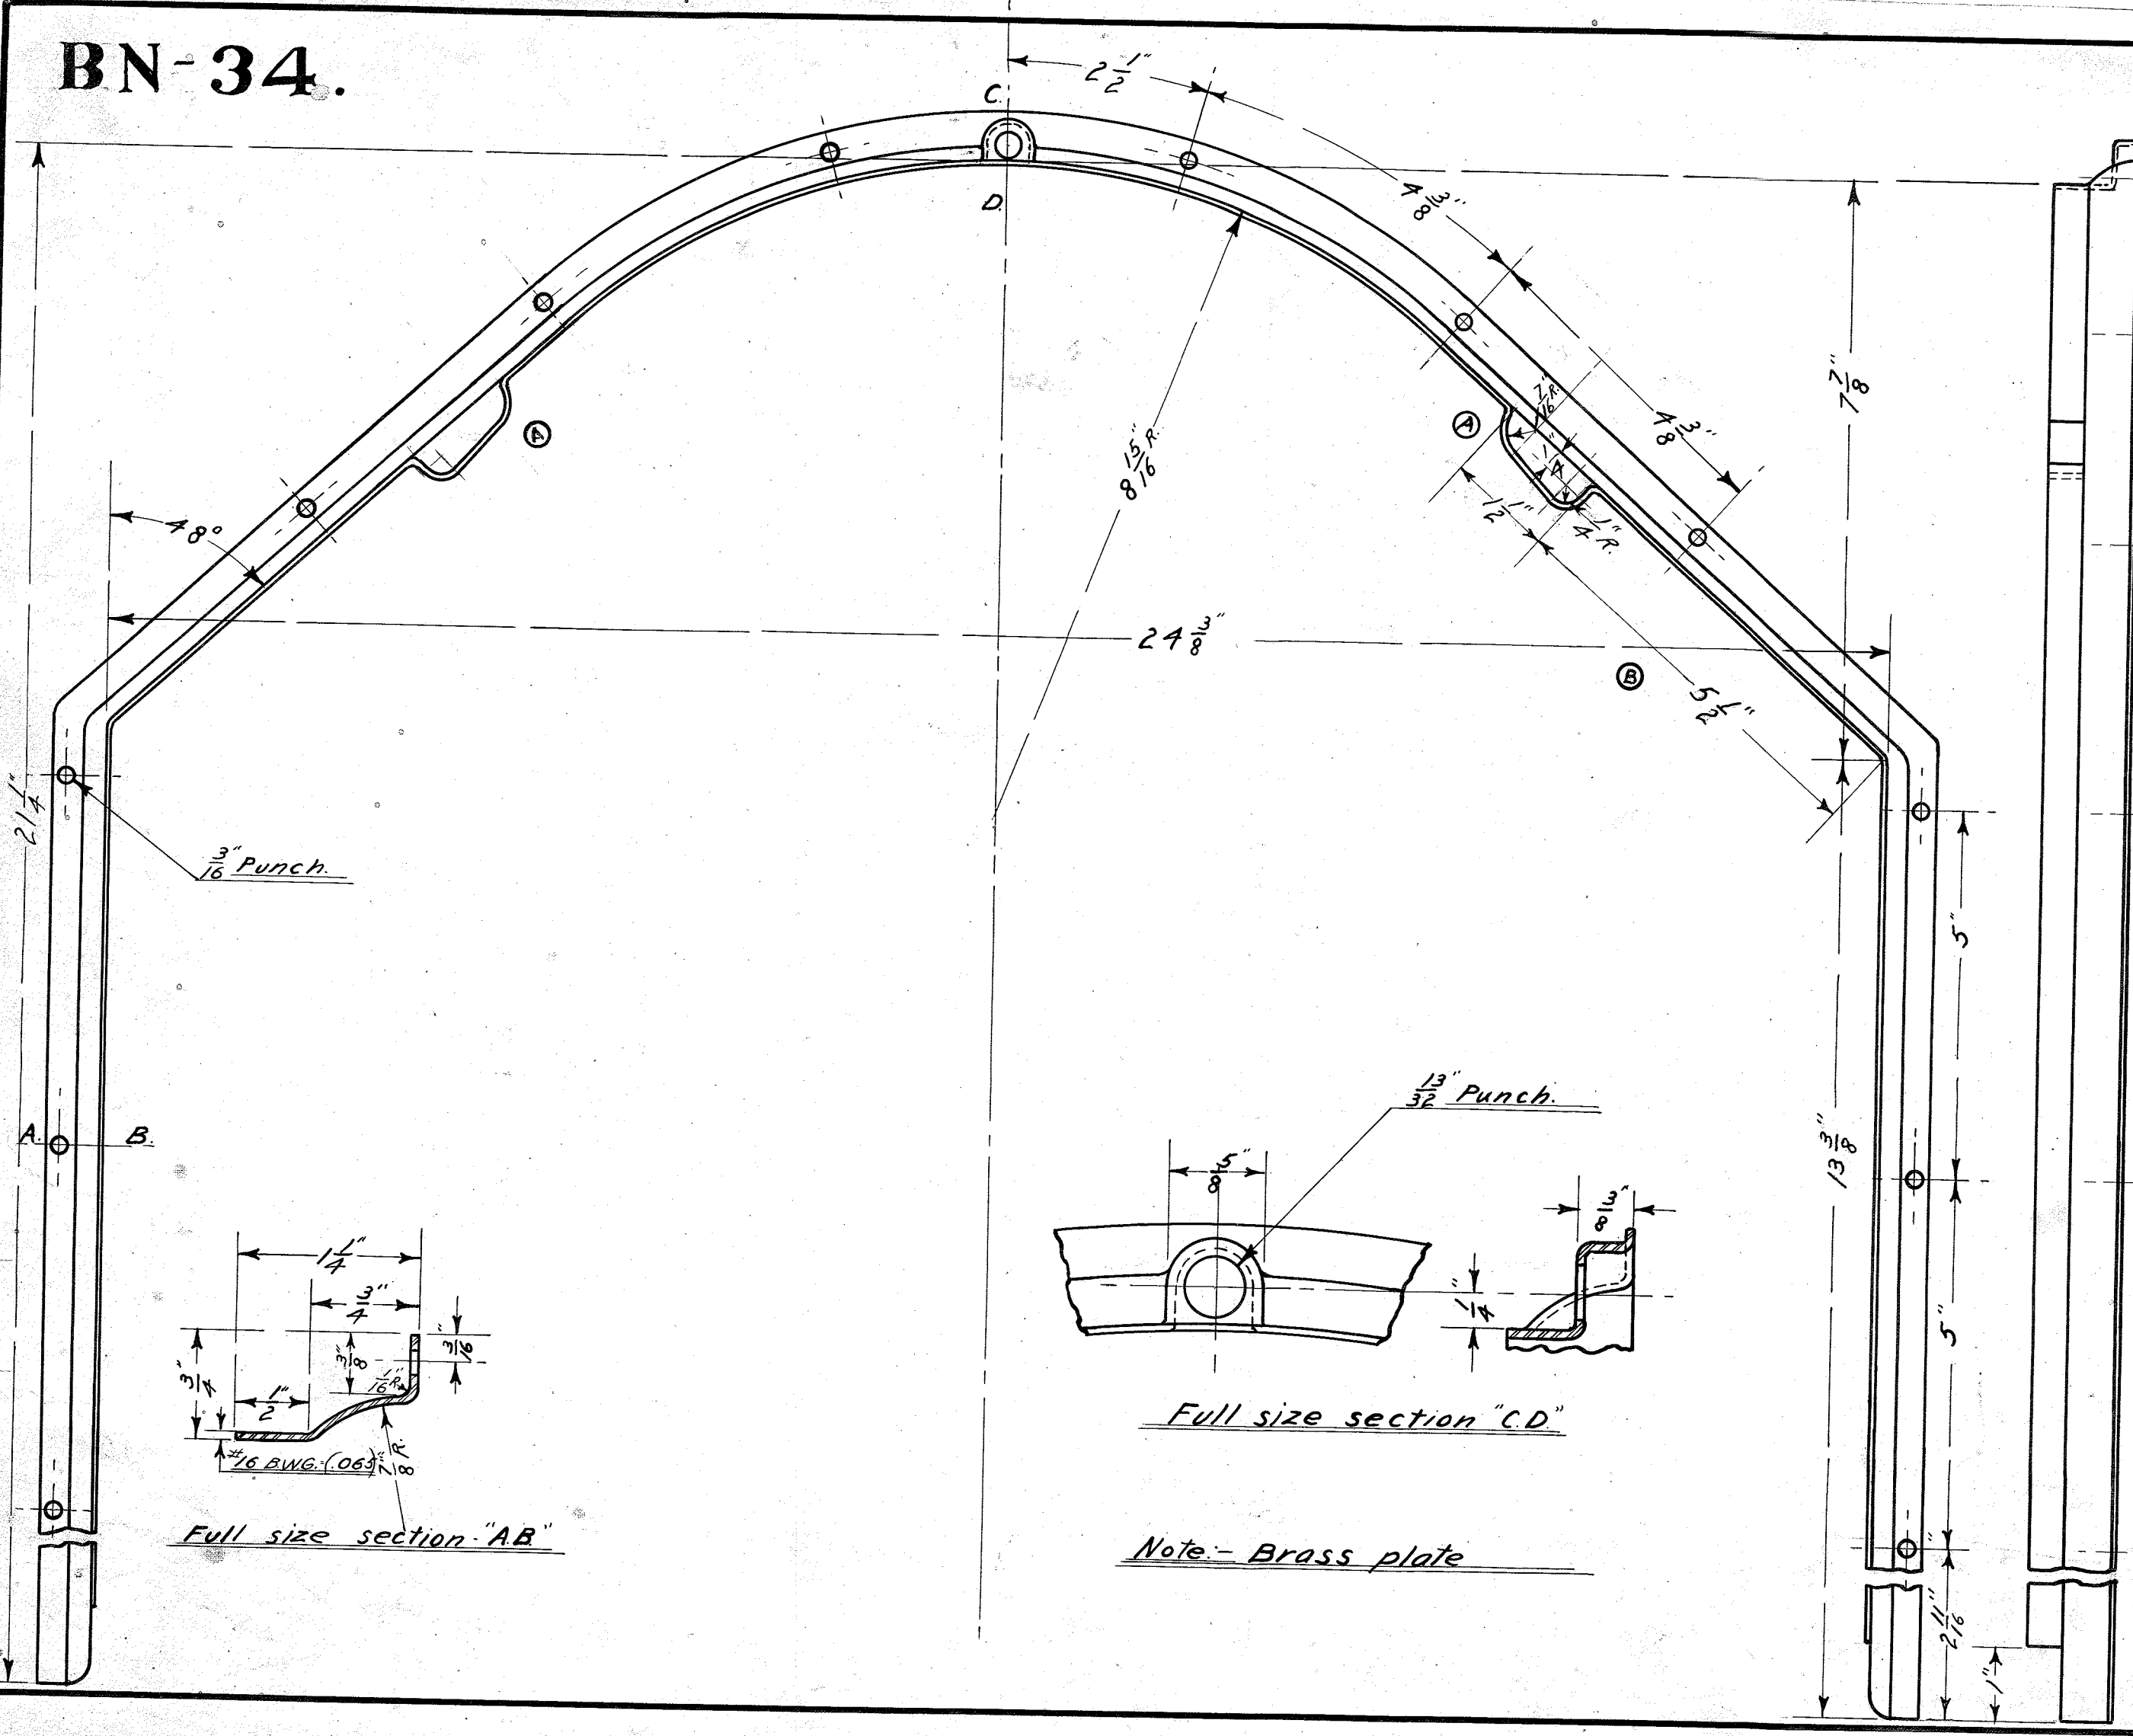 BN-34.
2 1/2"
C.
D.
4 3/8"
4 3/8"
7 7/8"
8 15/16 R.
A
A
7/16" R.
1/4"
1 1/2"
1/4" R.
48°
24 3/8"
B
5 1/2"
21 1/4"
3/16" Punch.
5"
A.
B.
13/32" Punch.
13 3/8"
5/8"
3/8"
1/4"
1 1/4"
3/4"
3/8"
3/16"
1/16" R.
3/4"
1/2"
5"
Full size section "C.D."
#16 B.W.G.-(.065)
7/8" R.
Full size section-"A.B."
Note:- Brass plate
2 11/16"
1"